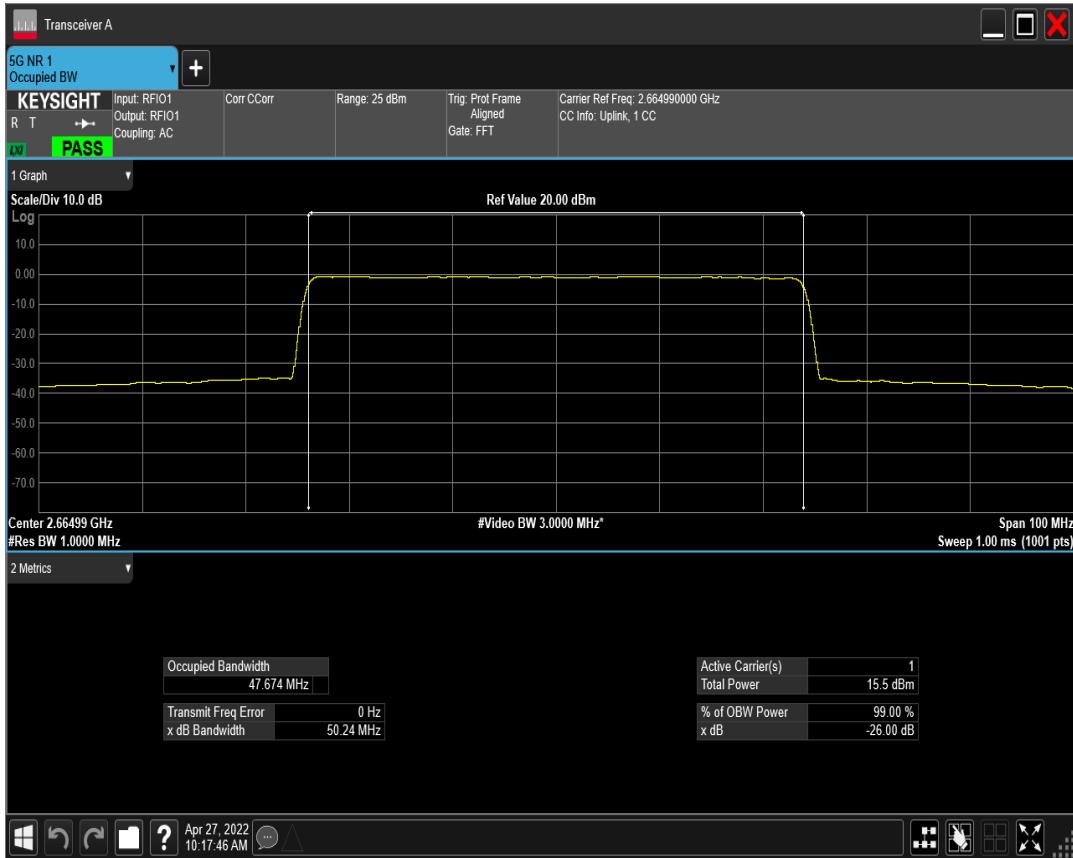 Transceiver A
5G NR 1
Occupied BW
KEYSIGHT
R T
LXI
PASS
Input: RFIO1
Output: RFIO1
Coupling: AC
Corr CCorr
Range: 25 dBm
Trig: Prot Frame
Aligned
Gate: FFT
Carrier Ref Freq: 2.664990000 GHz
CC Info: Uplink, 1 CC
1 Graph
Scale/Div 10.0 dB
Ref Value 20.00 dBm
Log
10.0
0.00
-10.0
-20.0
-30.0
-40.0
-50.0
-60.0
-70.0
Center 2.66499 GHz
#Video BW 3.0000 MHz*
Span 100 MHz
#Res BW 1.0000 MHz
Sweep 1.00 ms (1001 pts)
2 Metrics
Occupied Bandwidth
47.674 MHz
Transmit Freq Error 0 Hz
x dB Bandwidth 50.24 MHz
Active Carrier(s) 1
Total Power 15.5 dBm
% of OBW Power 99.00 %
x dB -26.00 dB
?
Apr 27, 2022
10:17:46 AM